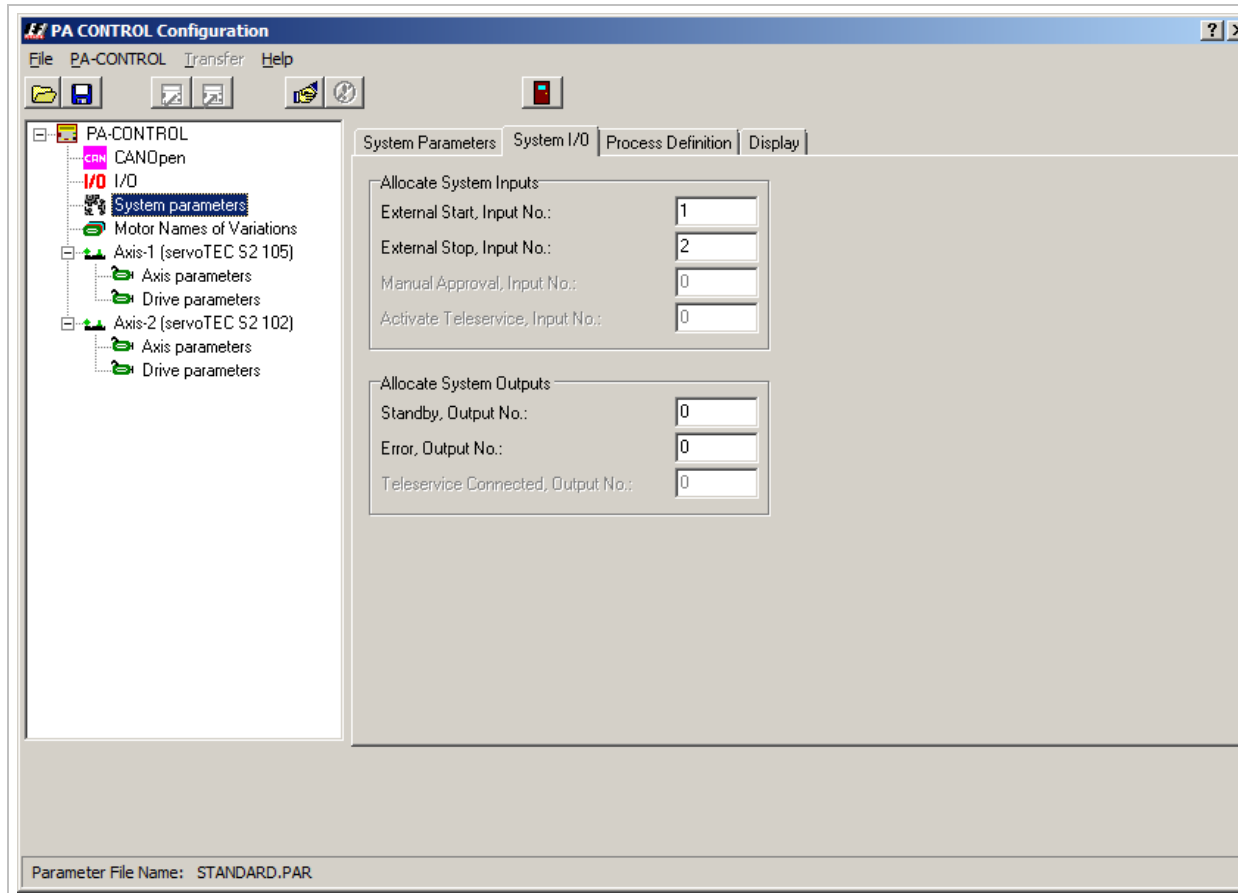 PA CONTROL Configuration
File PA-CONTROL Transfer Help
PA-CONTROL
CAN CANOpen
I/O I/O
System parameters
Motor Names of Variations
Axis-1 (servoTEC S2 105)
Axis parameters
Drive parameters
Axis-2 (servoTEC S2 102)
Axis parameters
Drive parameters
System Parameters System I/O Process Definition Display
Allocate System Inputs
External Start, Input No.: 1
External Stop, Input No.: 2
Manual Approval, Input No.: 0
Activate Teleservice, Input No.: 0
Allocate System Outputs
Standby, Output No.: 0
Error, Output No.: 0
Teleservice Connected, Output No.: 0
Parameter File Name: STANDARD.PAR